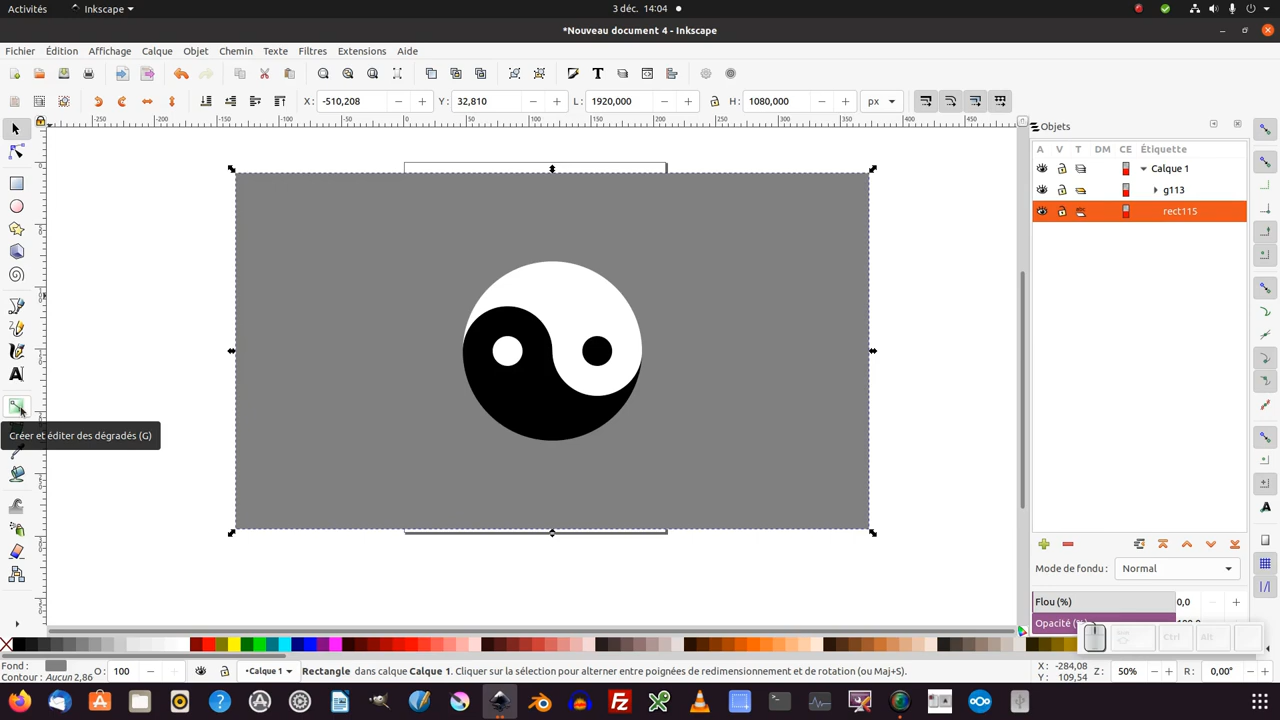 Activités
Inkscape
3 déc. 14:04
*Nouveau document 4 - Inkscape
Fichier Édition Affichage Calque Objet Chemin Texte Filtres Extensions Aide
X: -510,208 Y: 32,810 L: 1920,000 H: 1080,000 px
Objets
A V T DM CE Étiquette
Calque 1
g113
rect115
Créer et éditer des dégradés (G)
Mode de fondu : Normal
Flou (%) 0,0
Opacité (%)
Ctrl Alt
Fond :
Contour : Aucun 2,86
O: 100
•Calque 1
Rectangle dans calque Calque 1. Cliquer sur la sélection pour alterner entre poignées de redimensionnement et de rotation (ou Maj+S).
X: -284,08
Y: 109,54
Z: 50%
R: 0,00°